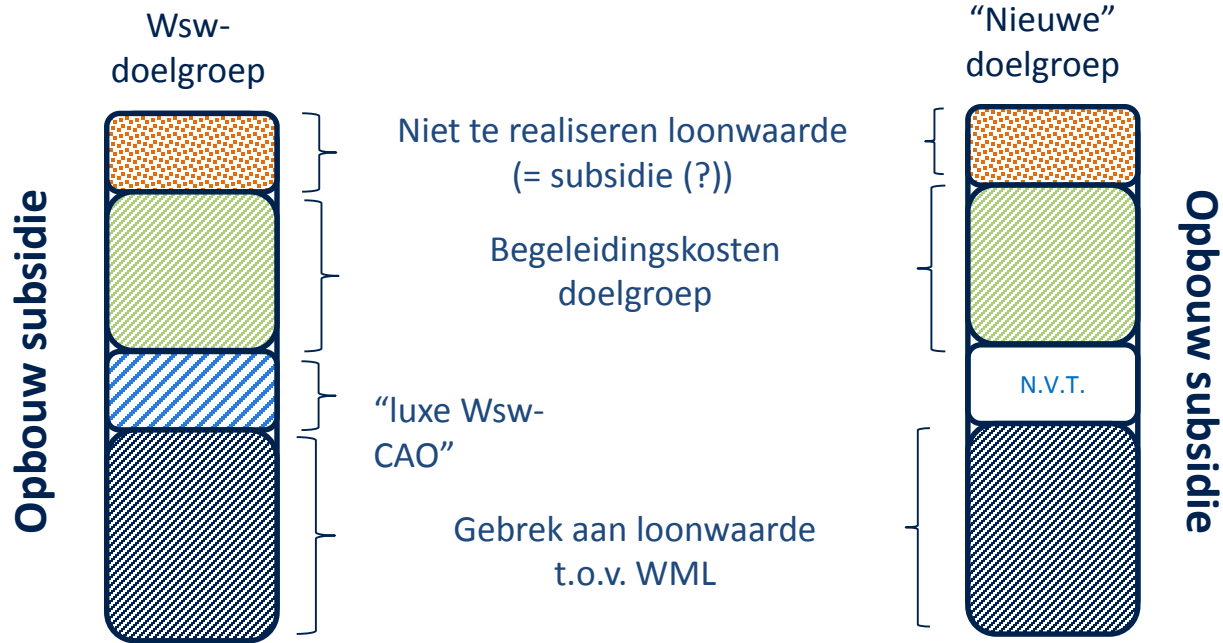 Wsw-
doelgroep
“Nieuwe”
doelgroep
Opbouw subsidie
Niet te realiseren loonwaarde
(= subsidie (?))
Begeleidingskosten
doelgroep
“luxe Wsw-
CAO”
Gebrek aan loonwaarde
t.o.v. WML
N.V.T.
Opbouw subsidie